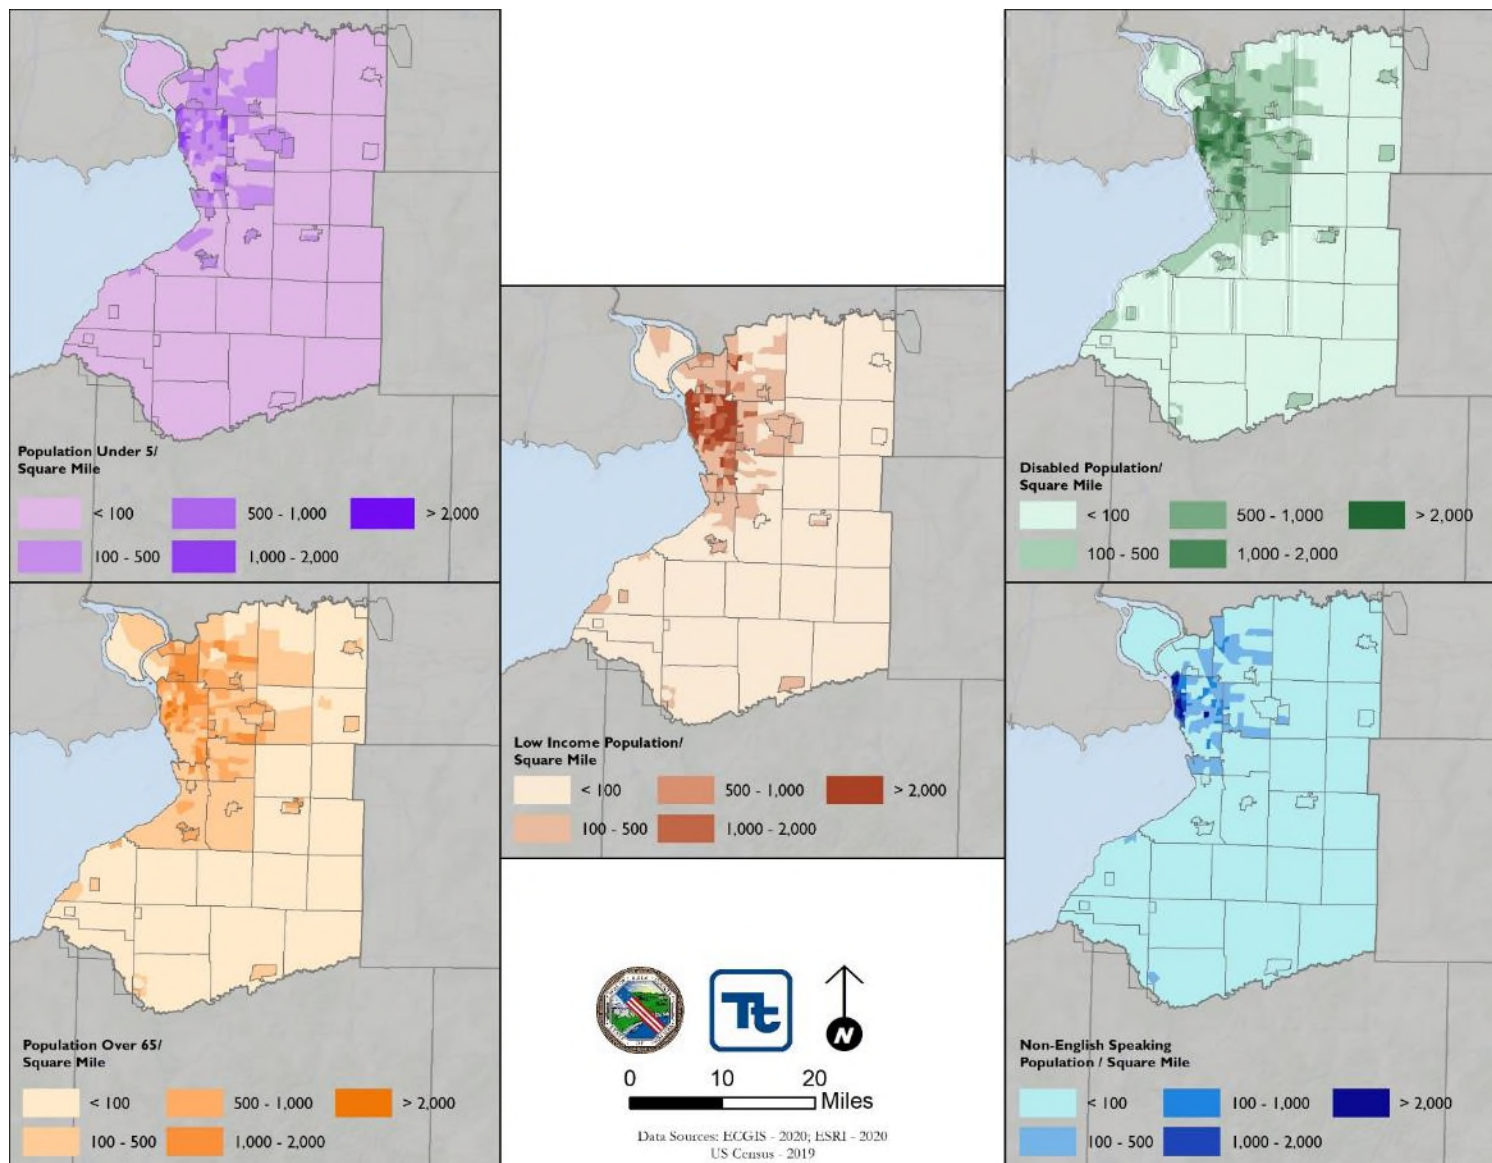 Population Under 5/
Square Mile
< 100
500 - 1,000
> 2,000
100 - 500
1,000 - 2,000
Disabled Population/
Square Mile
< 100
500 - 1,000
> 2,000
100 - 500
1,000 - 2,000
Low Income Population/
Square Mile
< 100
500 - 1,000
> 2,000
100 - 500
1,000 - 2,000
Population Over 65/
Square Mile
< 100
500 - 1,000
> 2,000
100 - 500
1,000 - 2,000
Tt
N
0 10 20
Miles
Data Sources: ECGIS - 2020; ESRI - 2020
US Census - 2019
Non-English Speaking
Population / Square Mile
< 100
100 - 1,000
> 2,000
100 - 500
1,000 - 2,000